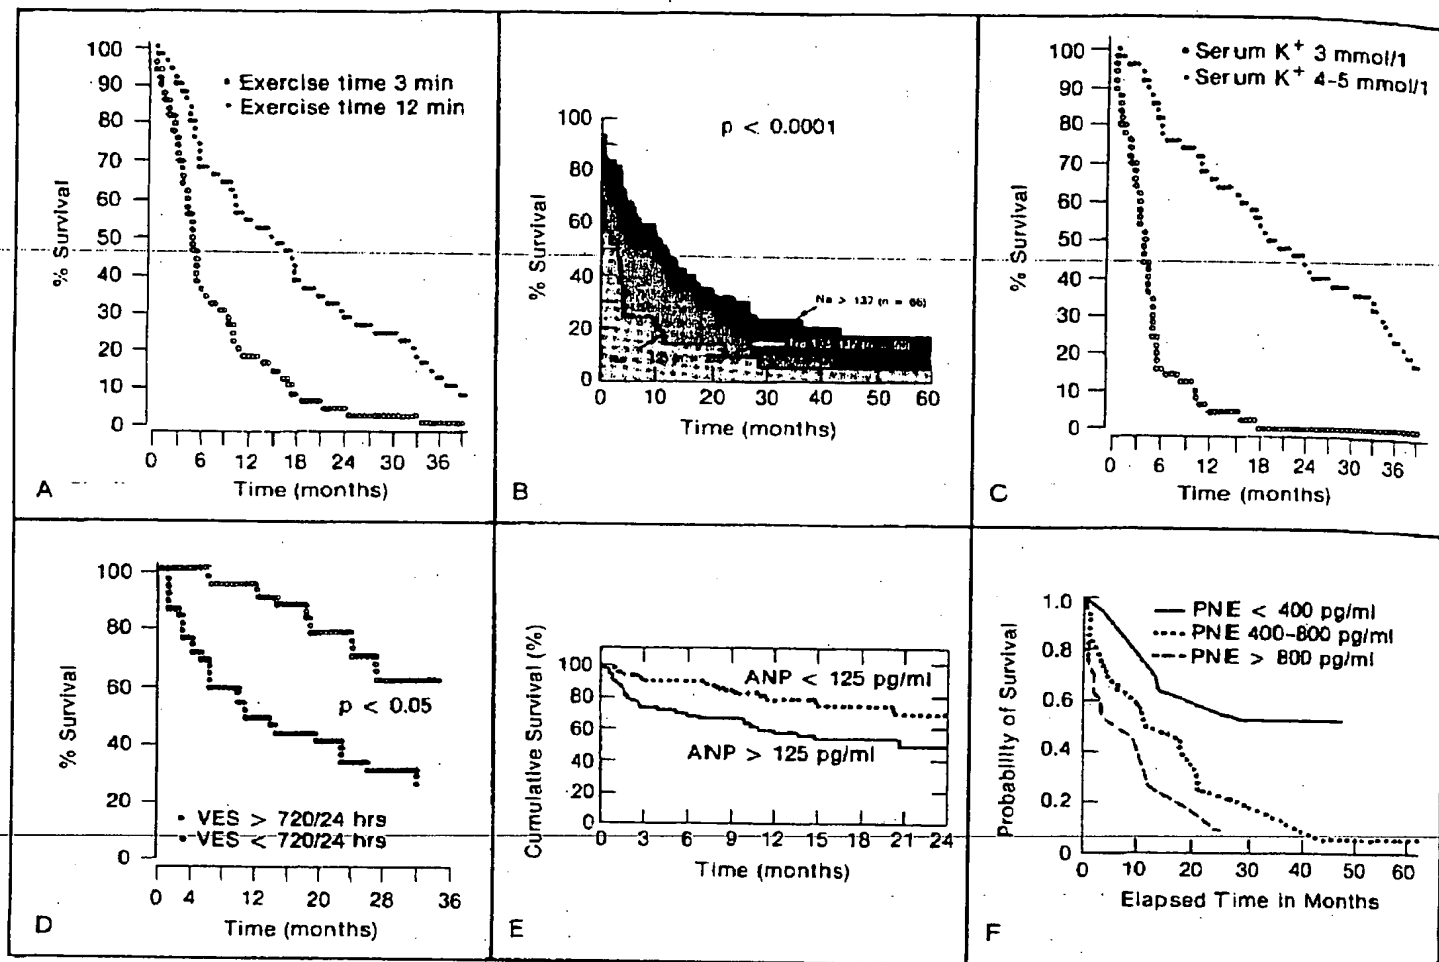 • Exercise time 3 min
• Exercise time 12 min
100
90
80
70
60
50
40
30
20
10
0
% Survival
0 6 12 18 24 30 36
Time (months)
A
p < 0.0001
100
80
60
40
20
0
% Survival
Na > 137 (n = 66)
0 10 20 30 40 50 60
Time (months)
B
• Serum K+ 3 mmol/1
• Serum K+ 4-5 mmol/1
100
90
80
70
60
50
40
30
20
10
0
% Survival
0 6 12 18 24 30 36
Time (months)
C
100
80
60
40
20
0
% Survival
p < 0.05
• VES > 720/24 hrs
• VES < 720/24 hrs
0 4 12 20 28 36
Time (months)
D
100
80
60
40
20
0
Cumulative Survival (%)
ANP < 125 pg/ml
ANP > 125 pg/ml
0 3 6 9 12 15 18 21 24
Time (months)
E
PNE < 400 pg/ml
PNE 400-800 pg/ml
PNE > 800 pg/ml
1.0
0.8
0.6
0.4
0.2
0
Probability of Survival
0 10 20 30 40 50 60
Elapsed Time in Months
F